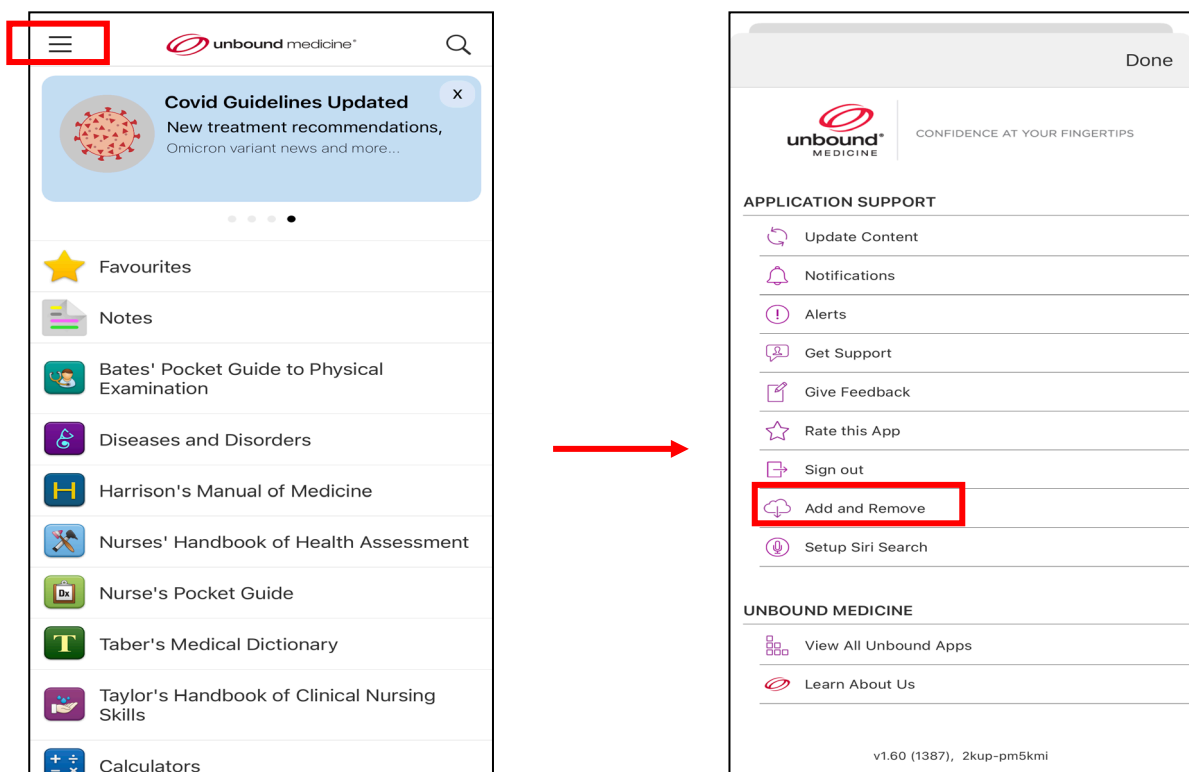 unbound medicine®
Covid Guidelines Updated
x
New treatment recommendations,
Omicron variant news and more...
Favourites
Notes
Bates' Pocket Guide to Physical
Examination
Diseases and Disorders
H
Harrison's Manual of Medicine
Nurses' Handbook of Health Assessment
Dx
Nurse's Pocket Guide
T
Taber's Medical Dictionary
Taylor's Handbook of Clinical Nursing
Skills
Calculators
Done
unbound®
MEDICINE
CONFIDENCE AT YOUR FINGERTIPS
APPLICATION SUPPORT
Update Content
Notifications
Alerts
Get Support
Give Feedback
Rate this App
Sign out
Add and Remove
Setup Siri Search
UNBOUND MEDICINE
View All Unbound Apps
Learn About Us
v1.60 (1387), 2kup-pm5kmi